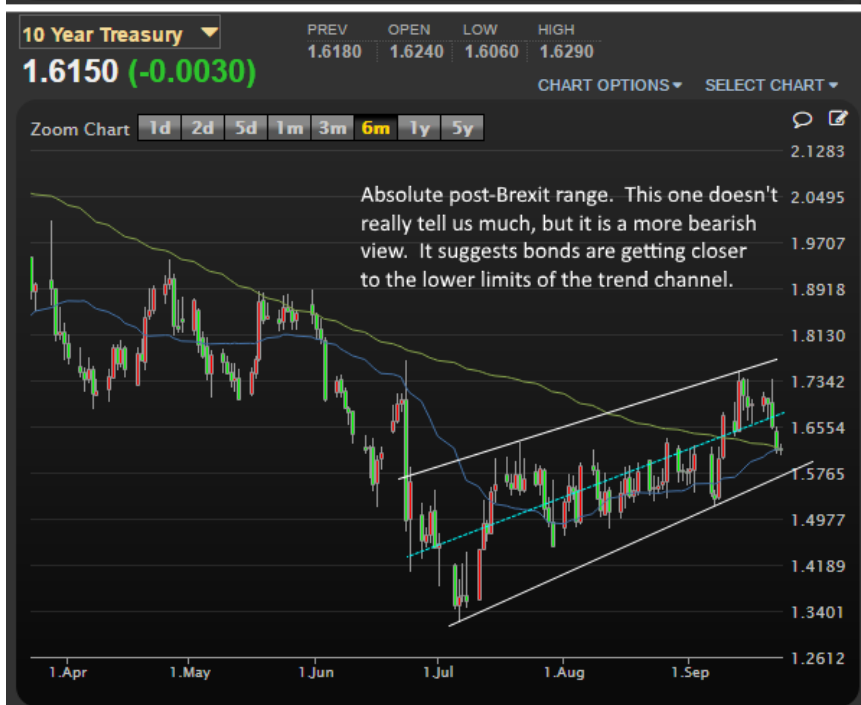 10 Year Treasury
PREV OPEN LOW HIGH
1.6180 1.6240 1.6060 1.6290
1.6150 (-0.0030)
CHART OPTIONS SELECT CHART
Zoom Chart 1d 2d 5d 1m 3m 6m 1y 5y
2.1283
Absolute post-Brexit range. This one doesn't
really tell us much, but it is a more bearish
view. It suggests bonds are getting closer
to the lower limits of the trend channel.
2.0495
1.9707
1.8918
1.8130
1.7342
1.6554
1.5765
1.4977
1.4189
1.3401
1.2612
1.Apr 1.May 1.Jun 1.Jul 1.Aug 1.Sep